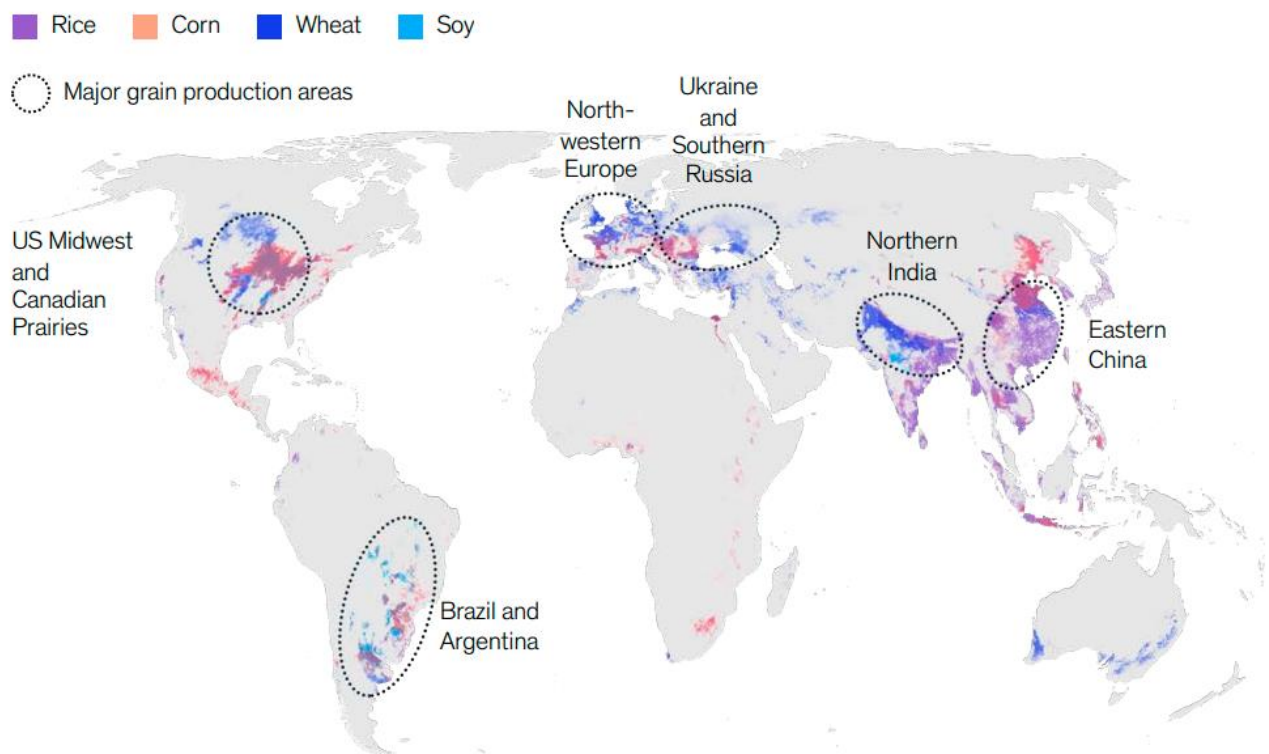 Rice Corn Wheat Soy
Major grain production areas
North-
western
Europe
Ukraine
and
Southern
Russia
US Midwest
and
Canadian
Prairies
Northern
India
Eastern
China
Brazil and
Argentina